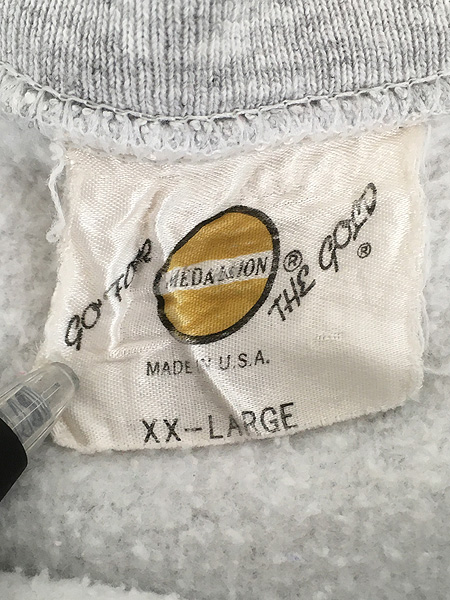 GO FOR
MEDALLION ®
THE GOLD ®
MADE IN U.S.A.
XX-LARGE